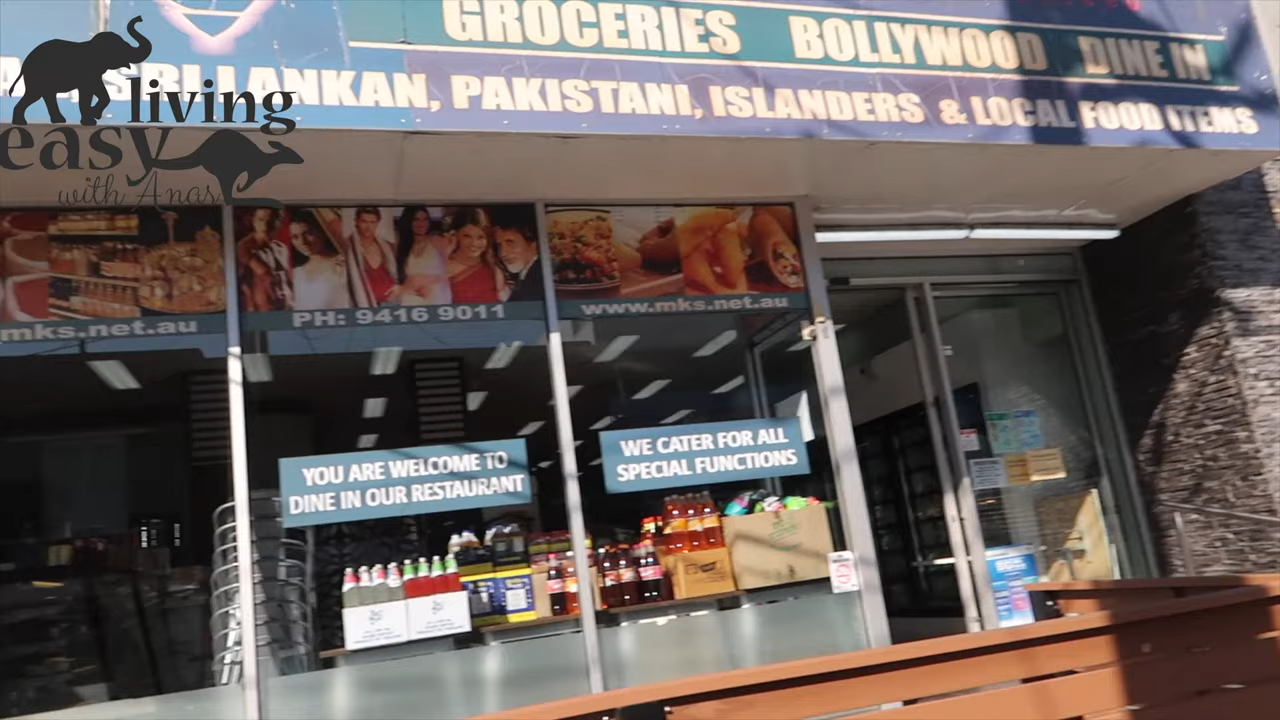 GROCERIES BOLLYWOOD DINE IN
SRI LANKAN, PAKISTANI, ISLANDERS & LOCAL FOOD ITEMS
living
easy
with Anas
mks.net.au
PH: 9416 9011
www.mks.net.au
YOU ARE WELCOME TO
DINE IN OUR RESTAURANT
WE CATER FOR ALL
SPECIAL FUNCTIONS